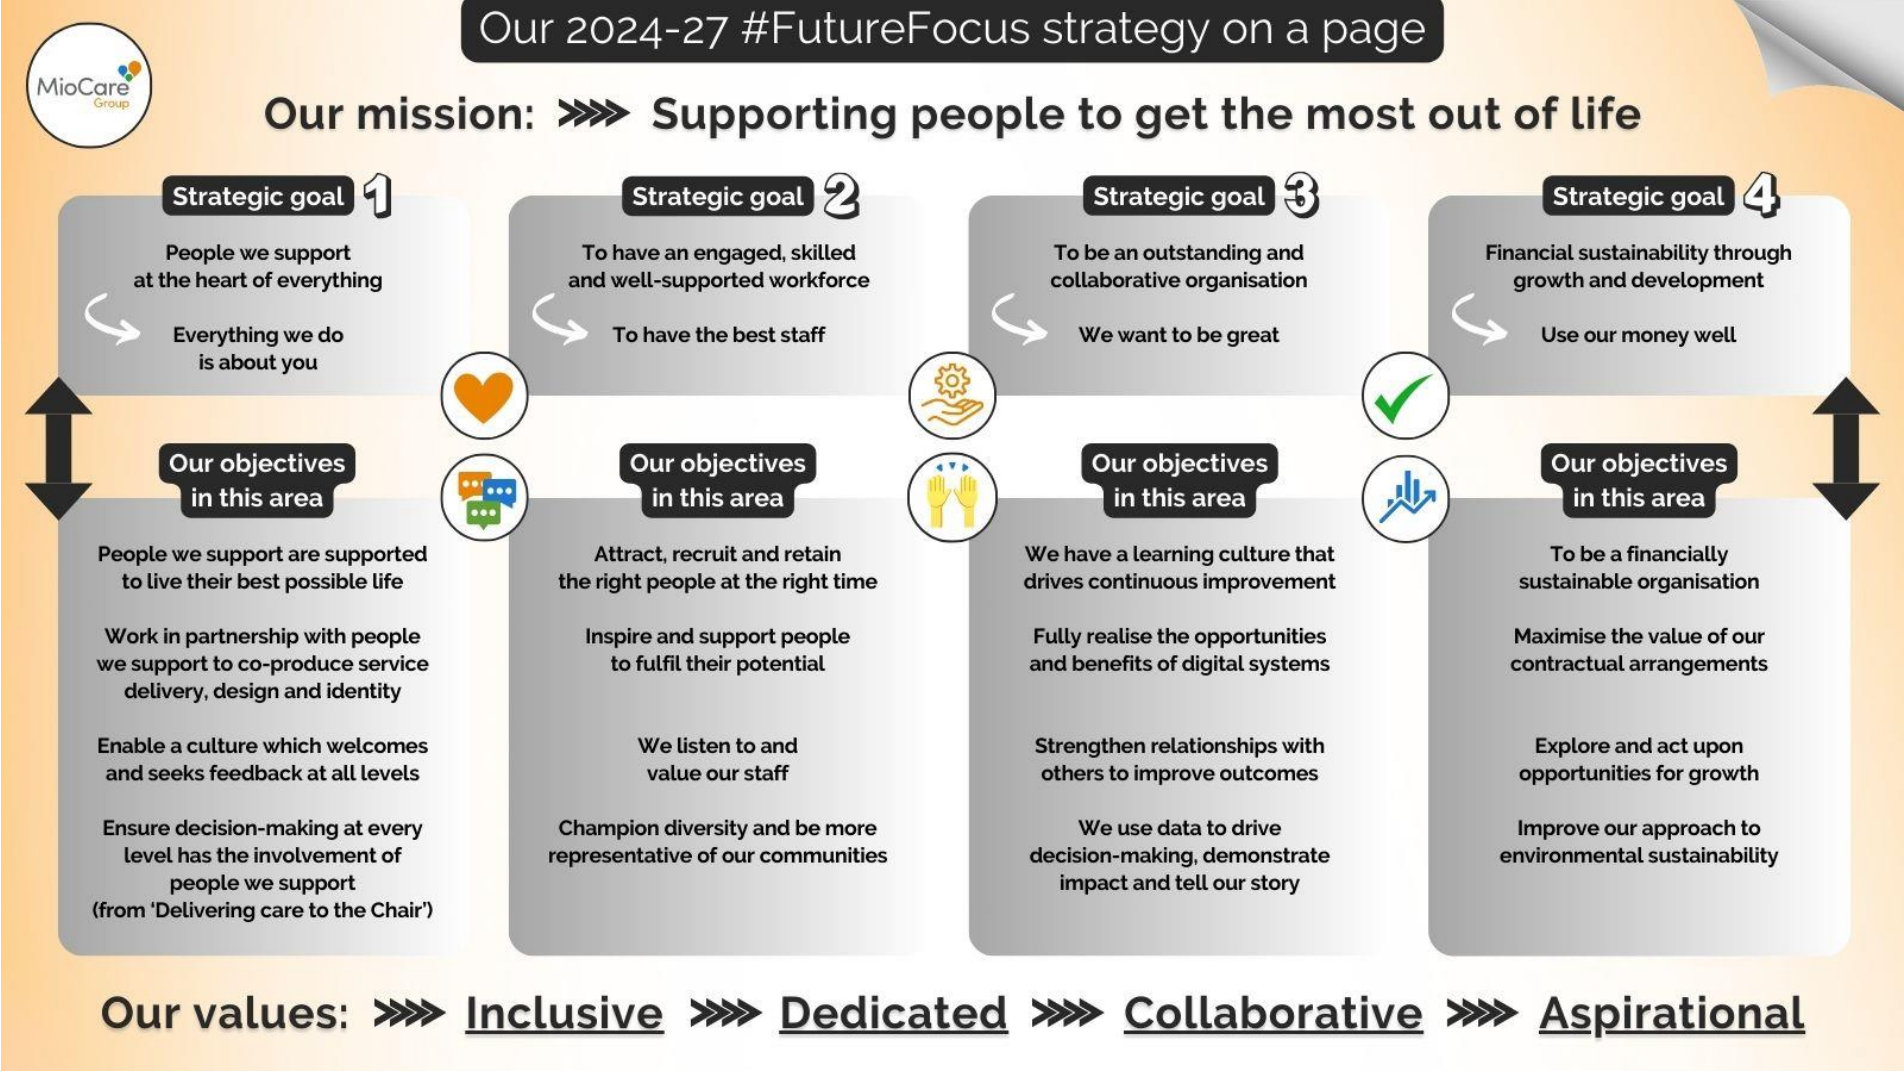 Our 2024-27 #FutureFocus strategy on a page
MioCare
Group
Our mission: Supporting people to get the most out of life
Strategic goal 1
People we support
at the heart of everything
Everything we do
is about you
Strategic goal 2
To have an engaged, skilled
and well-supported workforce
To have the best staff
Strategic goal 3
To be an outstanding and
collaborative organisation
We want to be great
Strategic goal 4
Financial sustainability through
growth and development
Use our money well
Our objectives
in this area
People we support are supported
to live their best possible life
Work in partnership with people
we support to co-produce service
delivery, design and identity
Enable a culture which welcomes
and seeks feedback at all levels
Ensure decision-making at every
level has the involvement of
people we support
(from ‘Delivering care to the Chair’)
Our objectives
in this area
Attract, recruit and retain
the right people at the right time
Inspire and support people
to fulfil their potential
We listen to and
value our staff
Champion diversity and be more
representative of our communities
Our objectives
in this area
We have a learning culture that
drives continuous improvement
Fully realise the opportunities
and benefits of digital systems
Strengthen relationships with
others to improve outcomes
We use data to drive
decision-making, demonstrate
impact and tell our story
Our objectives
in this area
To be a financially
sustainable organisation
Maximise the value of our
contractual arrangements
Explore and act upon
opportunities for growth
Improve our approach to
environmental sustainability
Our values: Inclusive Dedicated Collaborative Aspirational